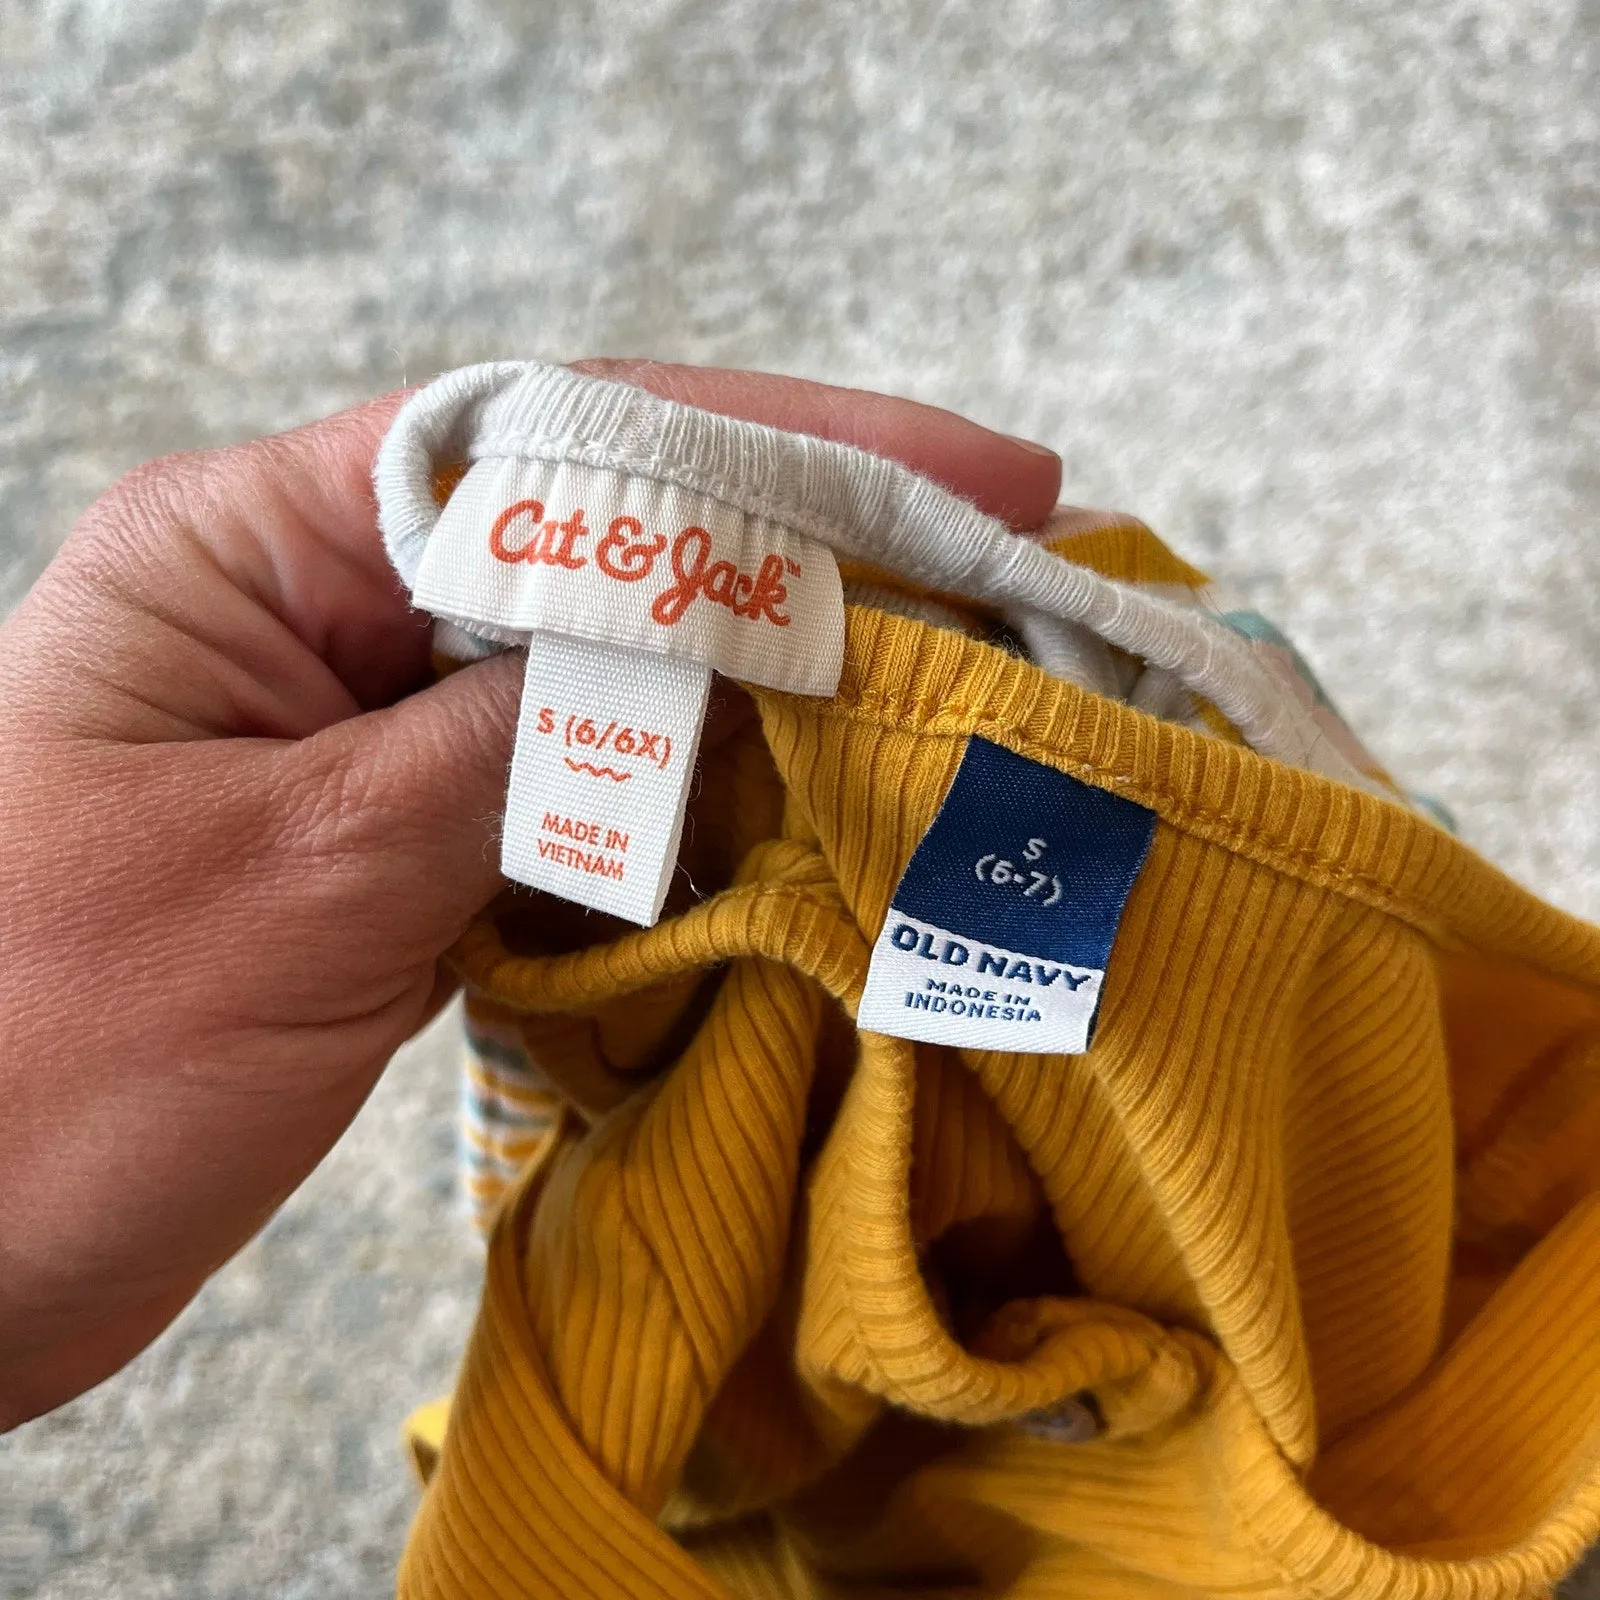 Cat & Jack™
S (6/6X)
MADE IN
VIETNAM
S
(6-7)
OLD NAVY
MADE IN
INDONESIA